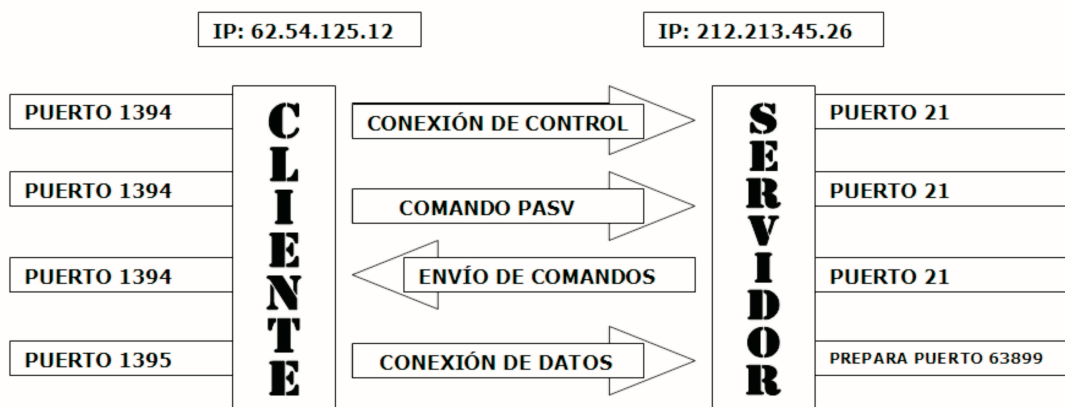 IP: 62.54.125.12
IP: 212.213.45.26
CLIENTE
SERVIDOR
PUERTO 1394
CONEXIÓN DE CONTROL
PUERTO 21
PUERTO 1394
COMANDO PASV
PUERTO 21
PUERTO 1394
ENVÍO DE COMANDOS
PUERTO 21
PUERTO 1395
CONEXIÓN DE DATOS
PREPARA PUERTO 63899